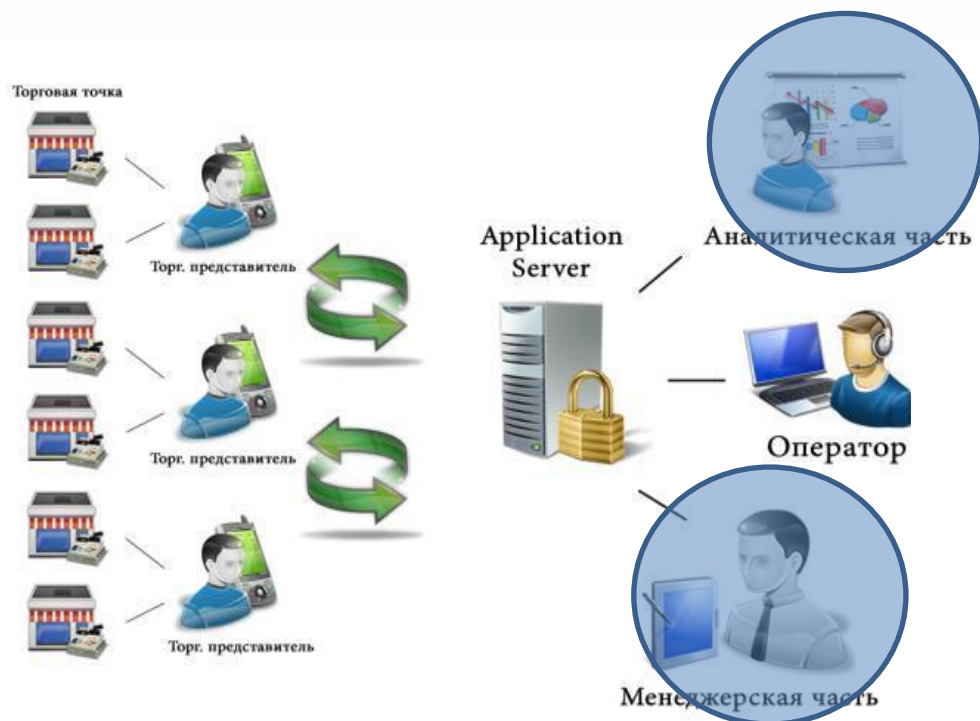 Торговая точка
Торг. представитель
Торг. представитель
Торг. представитель
Application
Server
Аналитическая часть
Оператор
Менеджерская часть